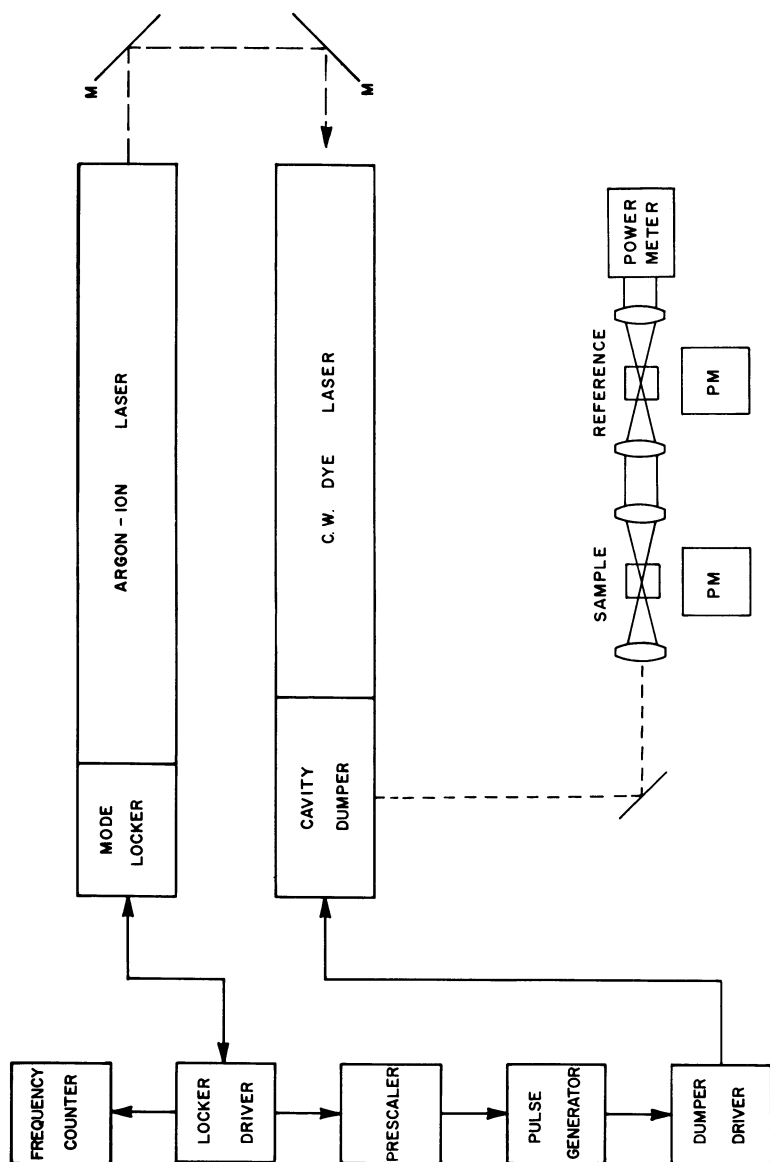 M
M
ARGON-ION LASER
MODE
LOCKER
C.W. DYE LASER
CAVITY
DUMPER
POWER
METER
REFERENCE
SAMPLE
PM
PM
FREQUENCY
COUNTER
LOCKER
DRIVER
PRESCALER
PULSE
GENERATOR
DUMPER
DRIVER